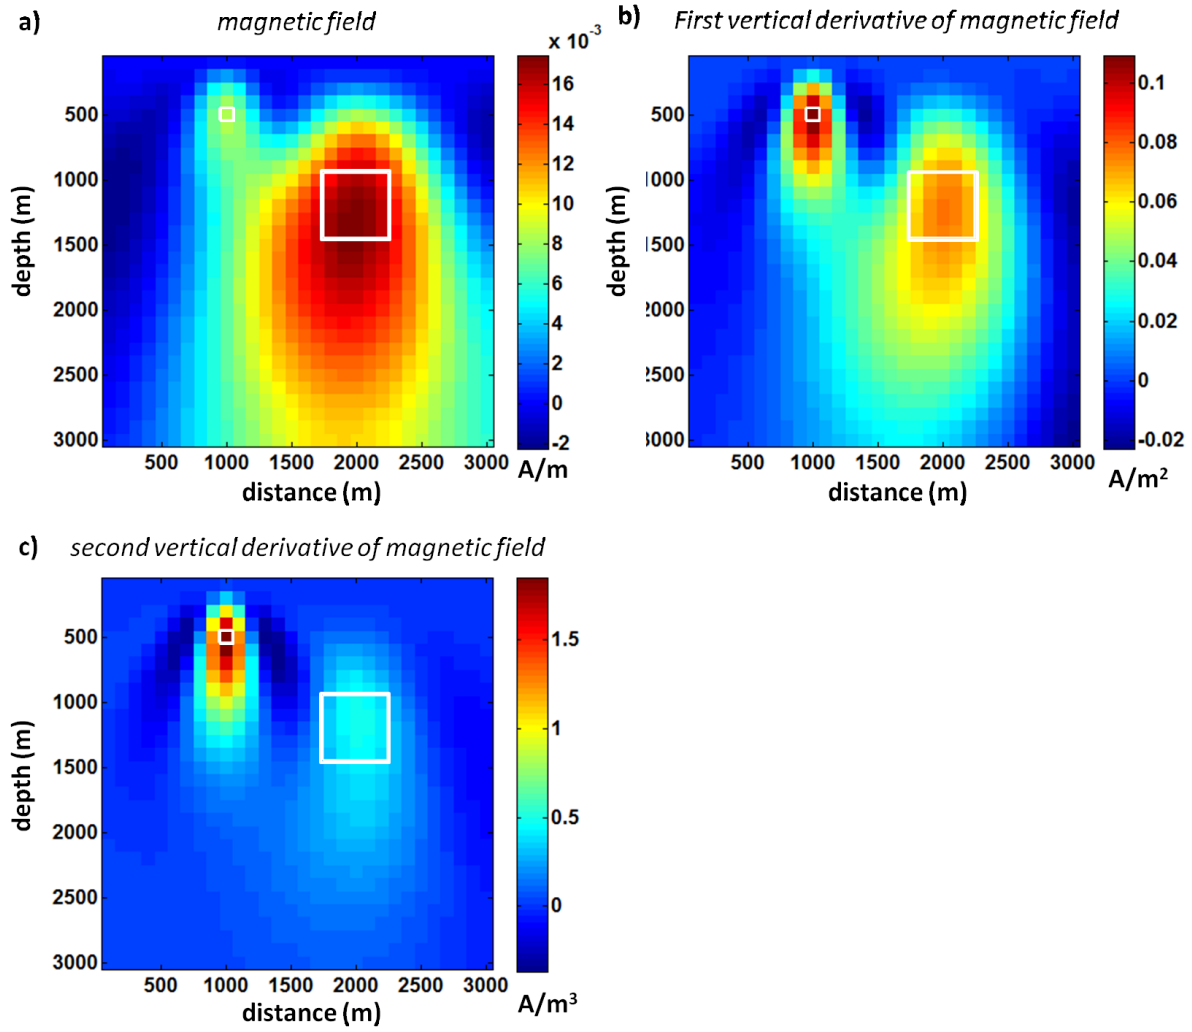 a) magnetic field
x 10⁻³
500
1000
1500
2000
2500
3000
depth (m)
500 1000 1500 2000 2500 3000
distance (m)
16
14
12
10
8
6
4
2
0
-2
A/m
b) First vertical derivative of magnetic field
500
1000
1500
2000
2500
3000
depth (m)
500 1000 1500 2000 2500 3000
distance (m)
0.1
0.08
0.06
0.04
0.02
0
-0.02
A/m²
c) second vertical derivative of magnetic field
500
1000
1500
2000
2500
3000
depth (m)
500 1000 1500 2000 2500 3000
distance (m)
1.5
1
0.5
0
A/m³